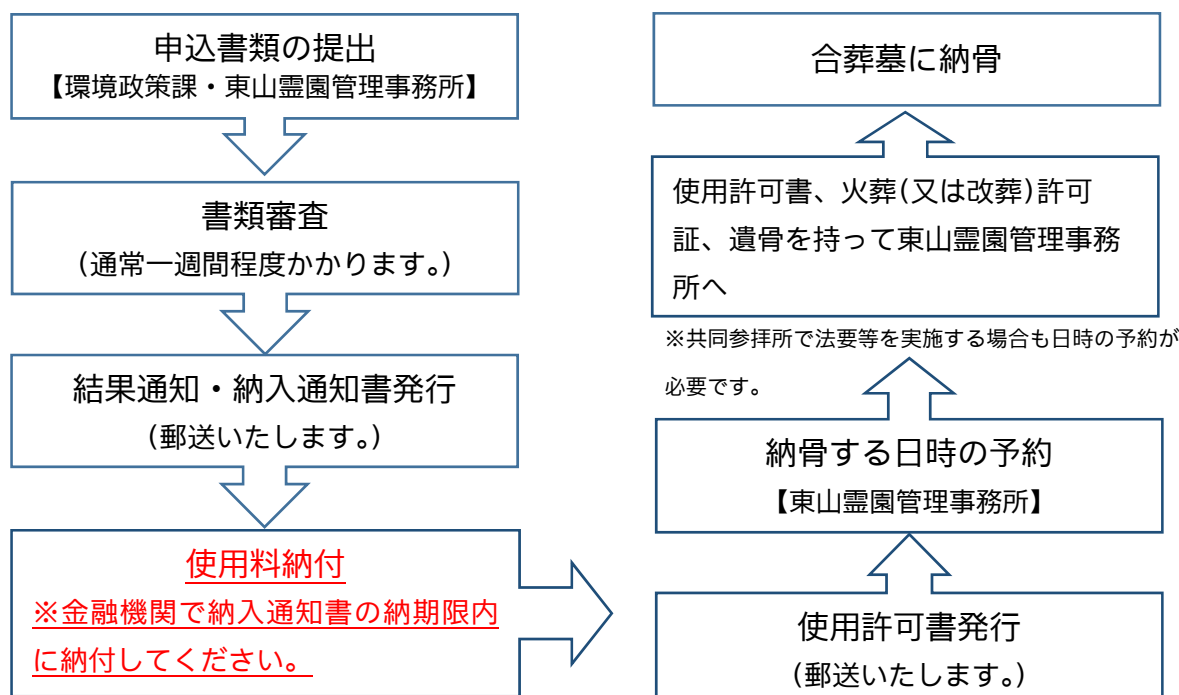 申込書類の提出
【環境政策課・東山霊園管理事務所】
書類審査
(通常一週間程度かかります。)
結果通知・納入通知書発行
(郵送いたします。)
使用料納付
※金融機関で納入通知書の納期限内
に納付してください。
使用許可書発行
(郵送いたします。)
納骨する日時の予約
【東山霊園管理事務所】
使用許可書、火葬(又は改葬)許可
証、遺骨を持って東山霊園管理事務
所へ
※共同参拝所で法要等を実施する場合も日時の予約が
必要です。
合葬墓に納骨